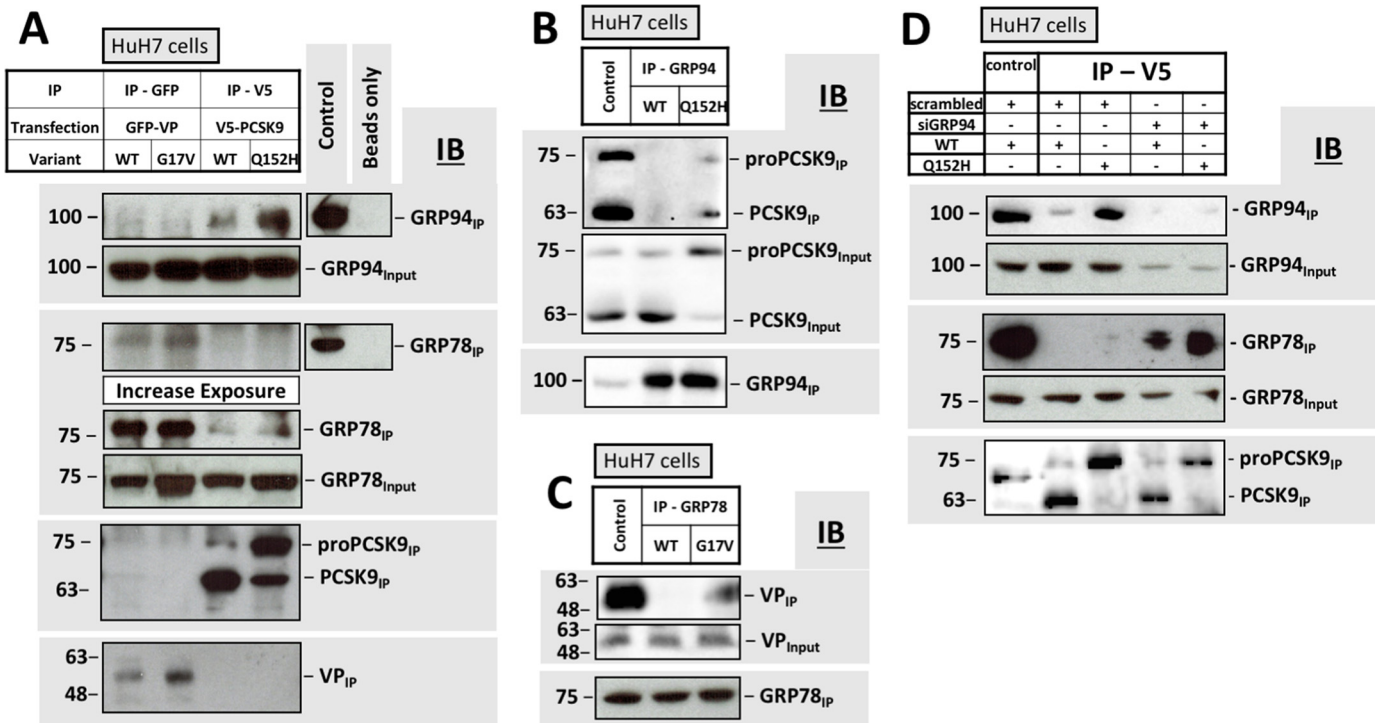 A
HuH7 cells
IP IP - GFP IP - V5
Transfection GFP-VP V5-PCSK9
Variant WT G17V WT Q152H
Control
Beads only
IB
100 – – GRP94IP
100 – – GRP94Input
75 – – GRP78IP
Increase Exposure
75 – – GRP78IP
75 – – GRP78Input
75 – – proPCSK9IP
63– – PCSK9IP
63–
48– – VPIP
B
HuH7 cells
Control
IP - GRP94
WT Q152H
IB
75 – – proPCSK9IP
63– – PCSK9IP
75 – – proPCSK9Input
63– – PCSK9Input
100 – – GRP94IP
C
HuH7 cells
Control
IP - GRP78
WT G17V
IB
63–
48– – VPIP
63–
48– – VPInput
75 – – GRP78IP
D
HuH7 cells
control IP – V5
scrambled + + + - -
siGRP94 - - - + +
WT + + - + -
Q152H - - + - +
IB
100 – - GRP94IP
100 – - GRP94Input
75 – - GRP78IP
75 – - GRP78Input
75 – - proPCSK9IP
63– - PCSK9IP